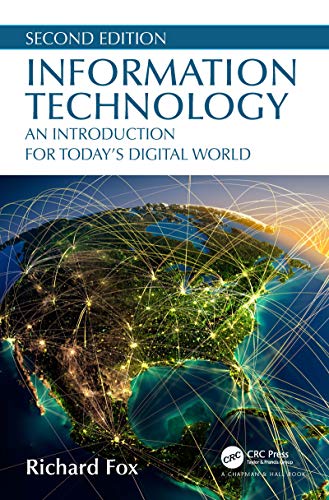 SECOND EDITION
INFORMATION
TECHNOLOGY
AN INTRODUCTION
FOR TODAY'S DIGITAL WORLD
Richard Fox
CRC
CRC Press
Taylor & Francis Group
A CHAPMAN & HALL BOOK